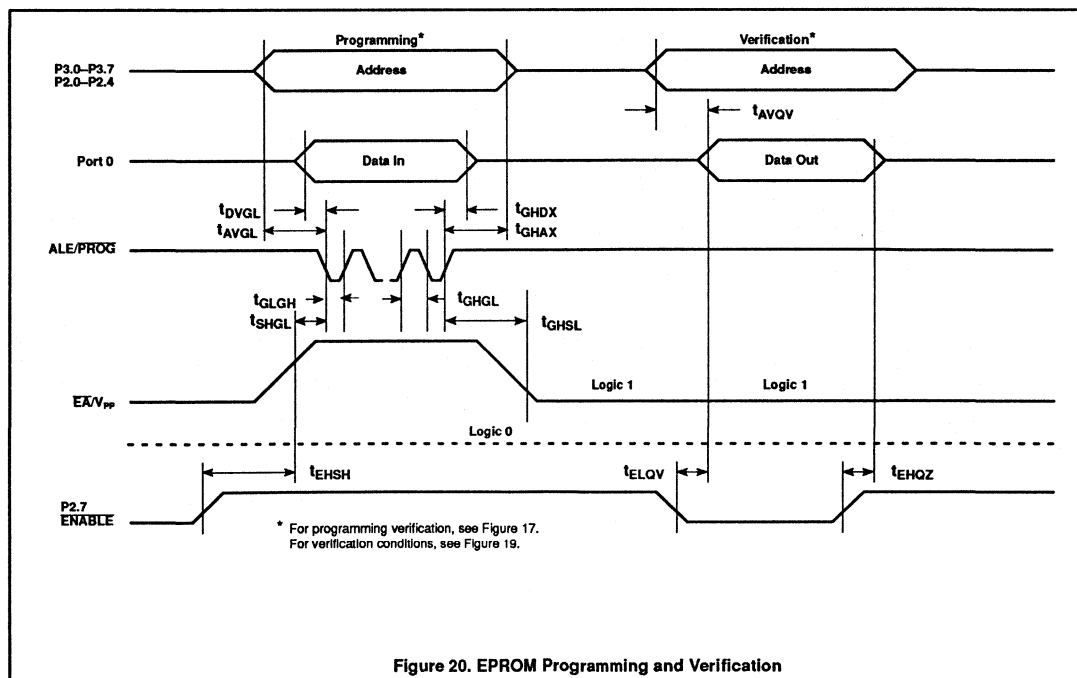 Programming*
Verification*
P3.0–P3.7
P2.0–P2.4
Address
Address
tAVQV
Port 0
Data In
Data Out
tDVGL
tGHDX
tAVGL
tGHAX
ALE/PROG
tGLGH
tGHGL
tSHGL
tGHSL
EA/VPP
Logic 1
Logic 1
Logic 0
tEHSH
tELQV
tEHQZ
P2.7
ENABLE
* For programming verification, see Figure 17.
For verification conditions, see Figure 19.
Figure 20. EPROM Programming and Verification